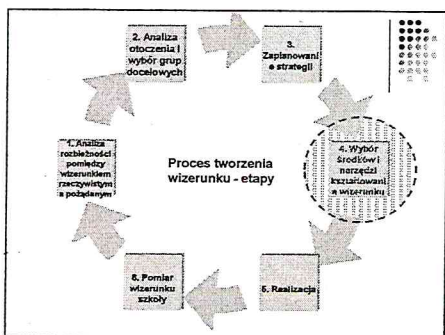 2. Analiza
otoczenia i
wybór grup
docelowych
3.
Zaplanowani
e strategii
1. Analiza
rozbieżności
pomiędzy
wizerunkiem
rzeczywistym
a pożądanym
Proces tworzenia
wizerunku - etapy
4. Wybór
środków i
narzędzi
kształtowani
a wizerunku
6. Pomiar
wizerunku
szkoły
5. Realizacja